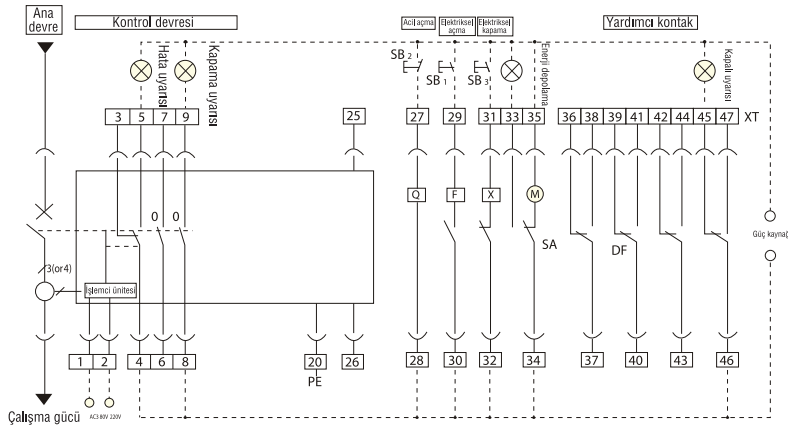 Ana
devre
Kontrol devresi
Acil açma
Elektriksel
açma
Elektriksel
kapama
Yardımcı kontak
Hata uyarısı
Kapama uyarısı
SB 2
SB 1
SB 3
Enerji depolama
Kapalı uyarısı
3 5 7 9 25 27 29 31 33 35 36 38 39 41 42 44 45 47 XT
Q F X M
0 0
Güç kaynağı
SA DF
3(or4)
İşlemci ünitesi
1 2 4 6 8 20 26 28 30 32 34 37 40 43 46
PE
Çalışma gücü
AC380V 220V